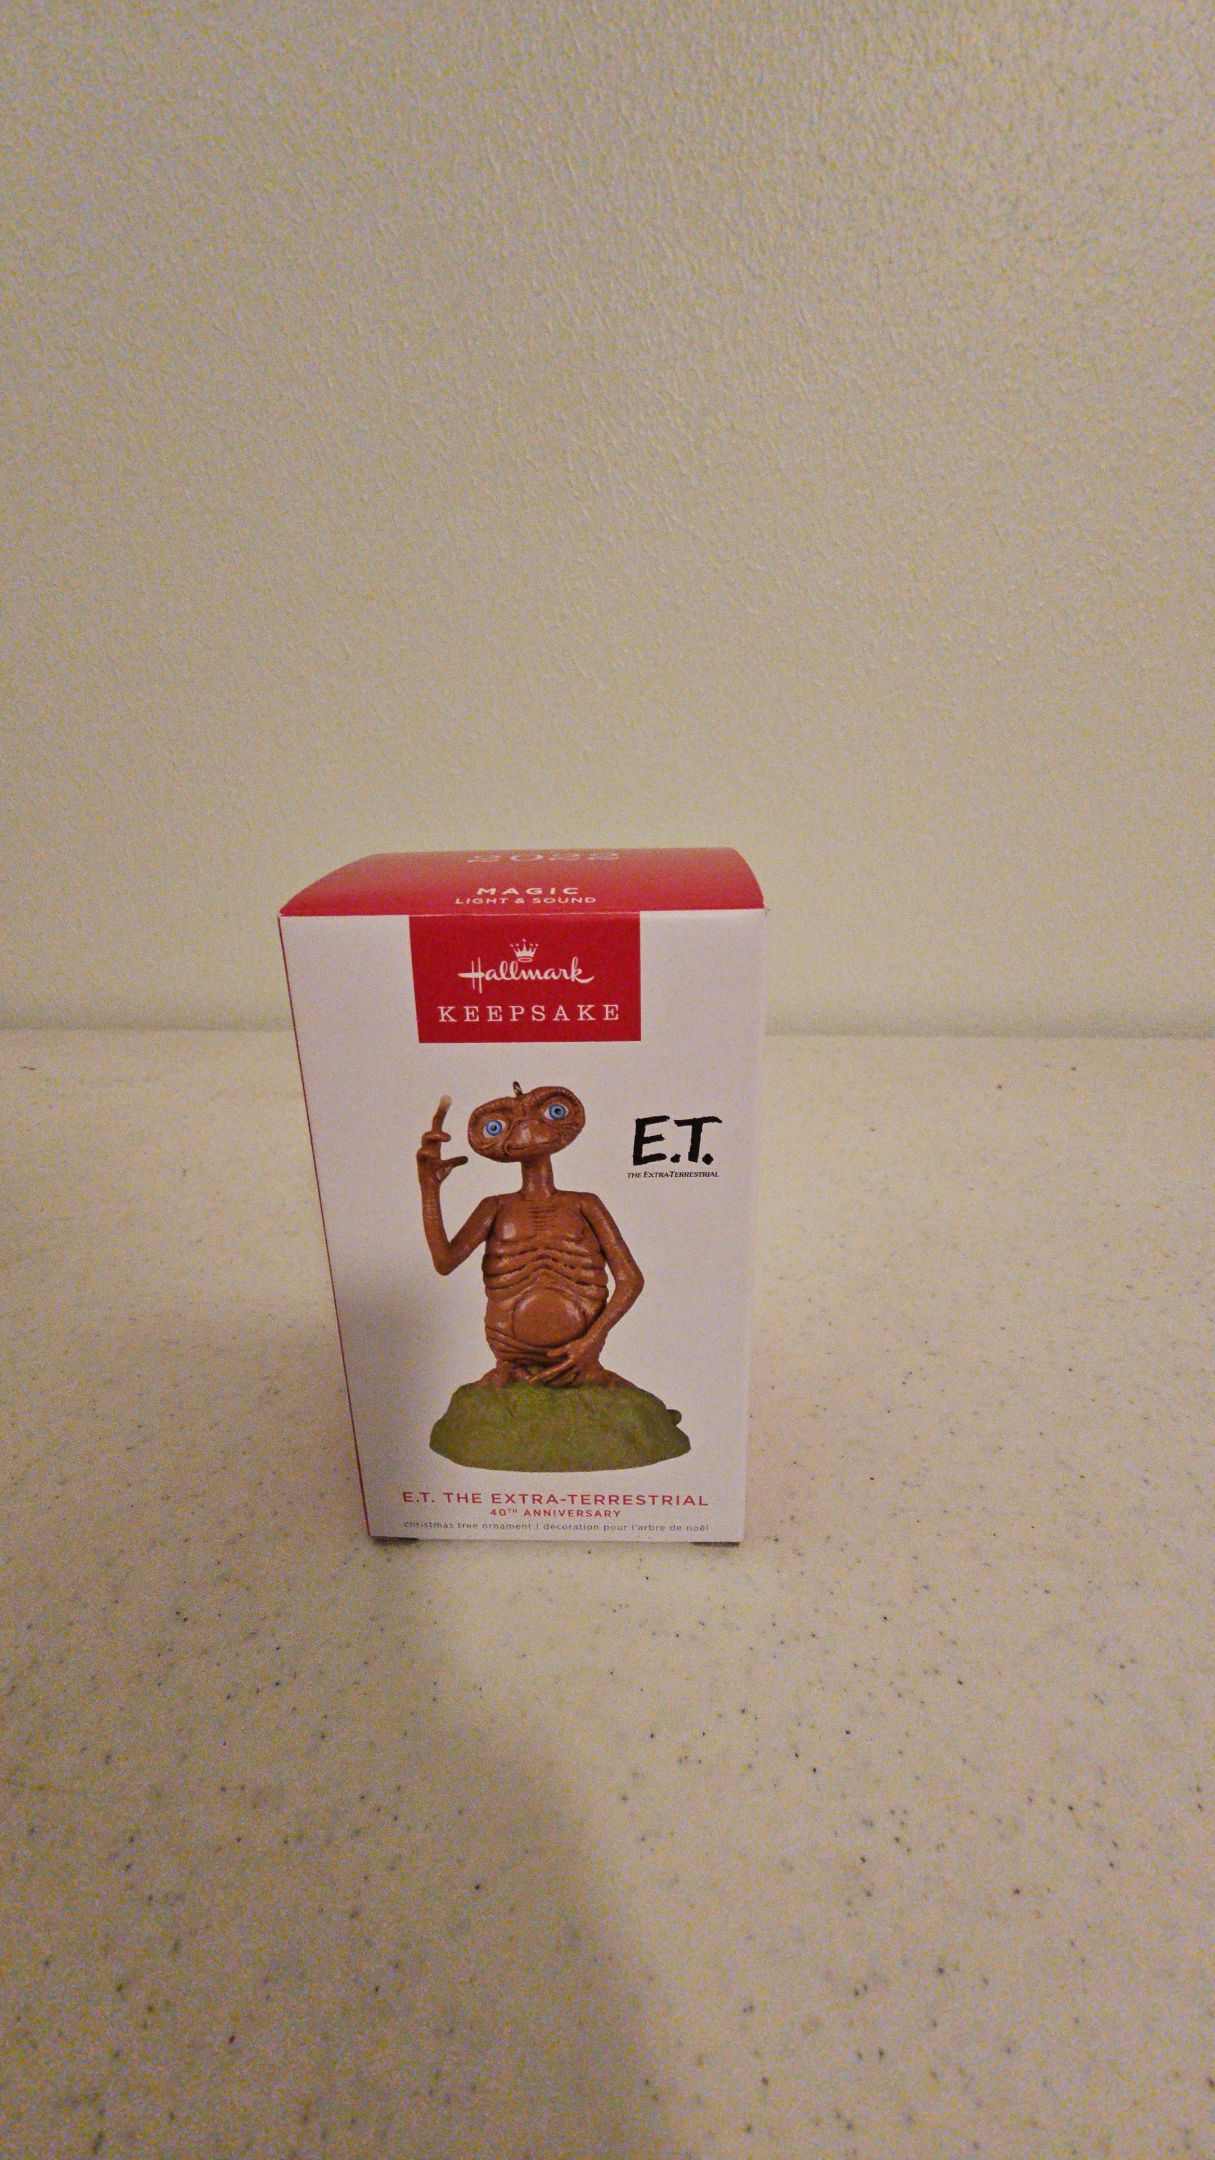 2022
MAGIC
LIGHT & SOUND
Hallmark
KEEPSAKE
E.T.
THE EXTRA-TERRESTRIAL
E.T. THE EXTRA-TERRESTRIAL
40TH ANNIVERSARY
christmas tree ornament | décoration pour l'arbre de noël